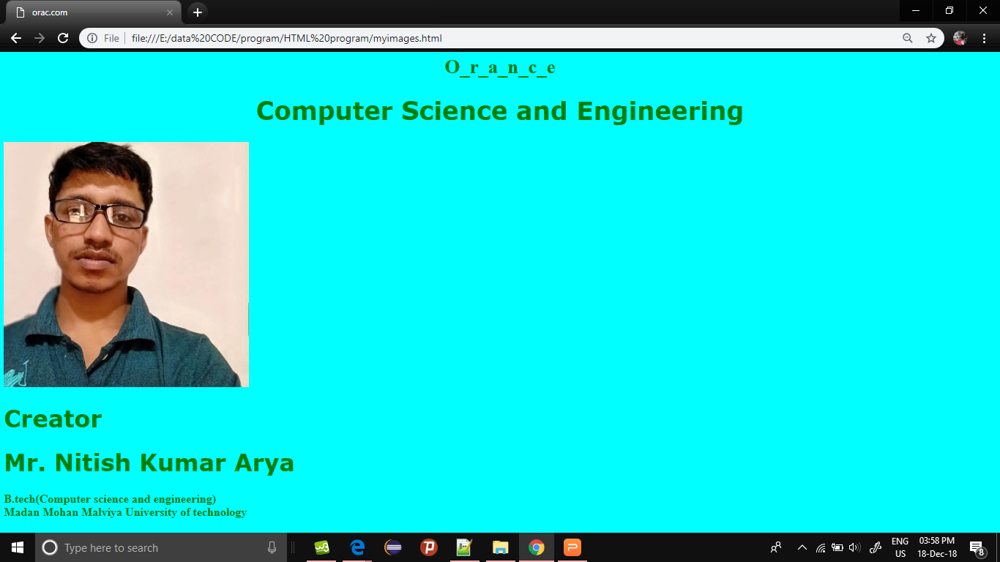 orac.com
File
file:///E:/data%20CODE/program/HTML%20program/myimages.html
O_r_a_n_c_e
Computer Science and Engineering
Creator
Mr. Nitish Kumar Arya
B.tech(Computer science and engineering)
Madan Mohan Malviya University of technology
Type here to search
ENG
US
03:58 PM
18-Dec-18
8